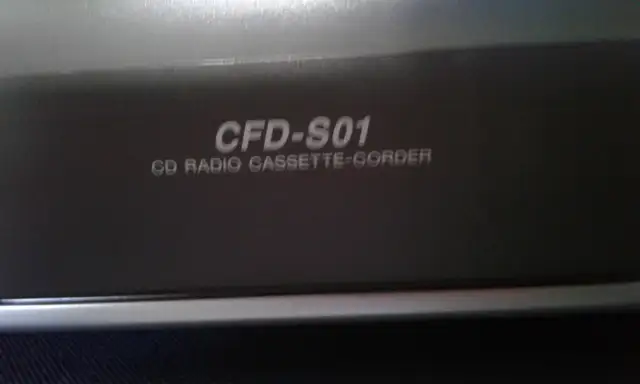 CFD-S01
CD RADIO CASSETTE-CORDER